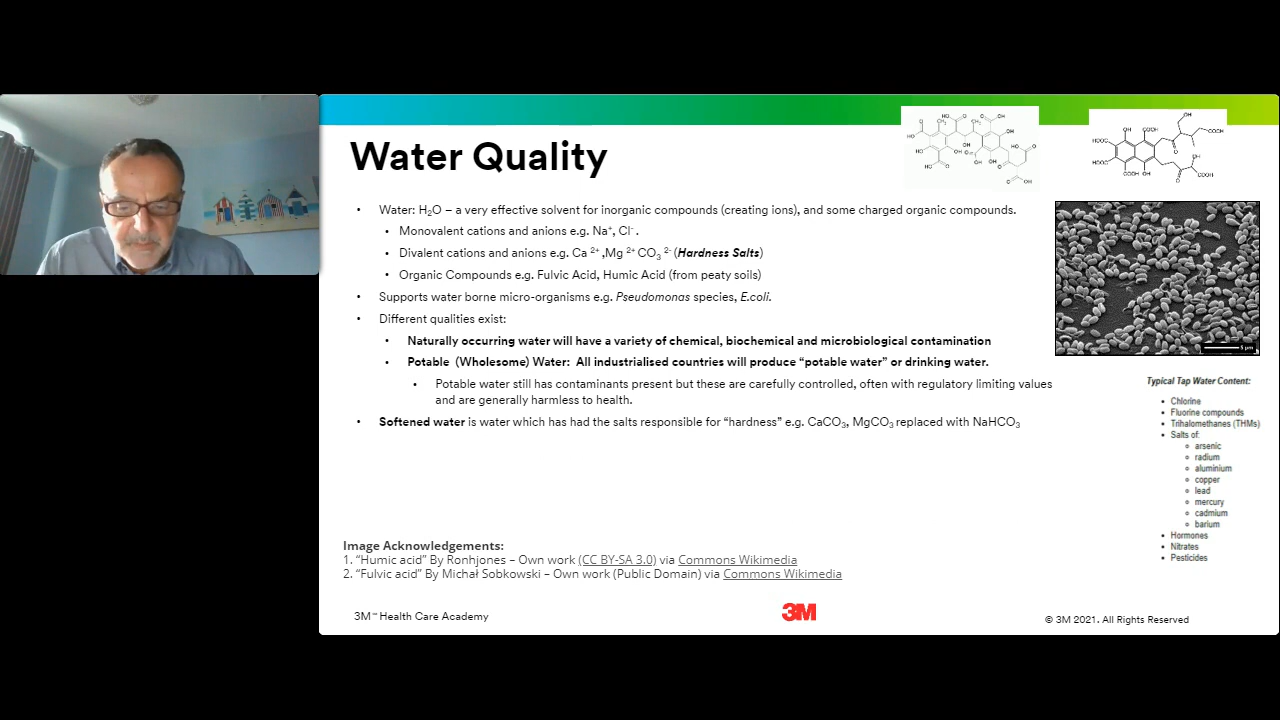 Water Quality
• Water: H₂O – a very effective solvent for inorganic compounds (creating ions), and some charged organic compounds.
• Monovalent cations and anions e.g. Na⁺, Cl⁻ .
• Divalent cations and anions e.g. Ca ²⁺ ,Mg ²⁺ CO₃ ²⁻ (Hardness Salts)
• Organic Compounds e.g. Fulvic Acid, Humic Acid (from peaty soils)
• Supports water borne micro-organisms e.g. Pseudomonas species, E.coli.
• Different qualities exist:
• Naturally occurring water will have a variety of chemical, biochemical and microbiological contamination
• Potable (Wholesome) Water: All industrialised countries will produce “potable water” or drinking water.
• Potable water still has contaminants present but these are carefully controlled, often with regulatory limiting values
and are generally harmless to health.
• Softened water is water which has had the salts responsible for “hardness” e.g. CaCO₃, MgCO₃ replaced with NaHCO₃
5 µm
Typical Tap Water Content:
• Chlorine
• Fluorine compounds
• Trihalomethanes (THMs)
• Salts of:
arsenic
radium
aluminium
copper
lead
mercury
cadmium
barium
• Hormones
• Nitrates
• Pesticides
Image Acknowledgements:
1. “Humic acid” By Ronhjones – Own work (CC BY-SA 3.0) via Commons Wikimedia
2. “Fulvic acid” By Michał Sobkowski – Own work (Public Domain) via Commons Wikimedia
3M™ Health Care Academy
3M
© 3M 2021. All Rights Reserved